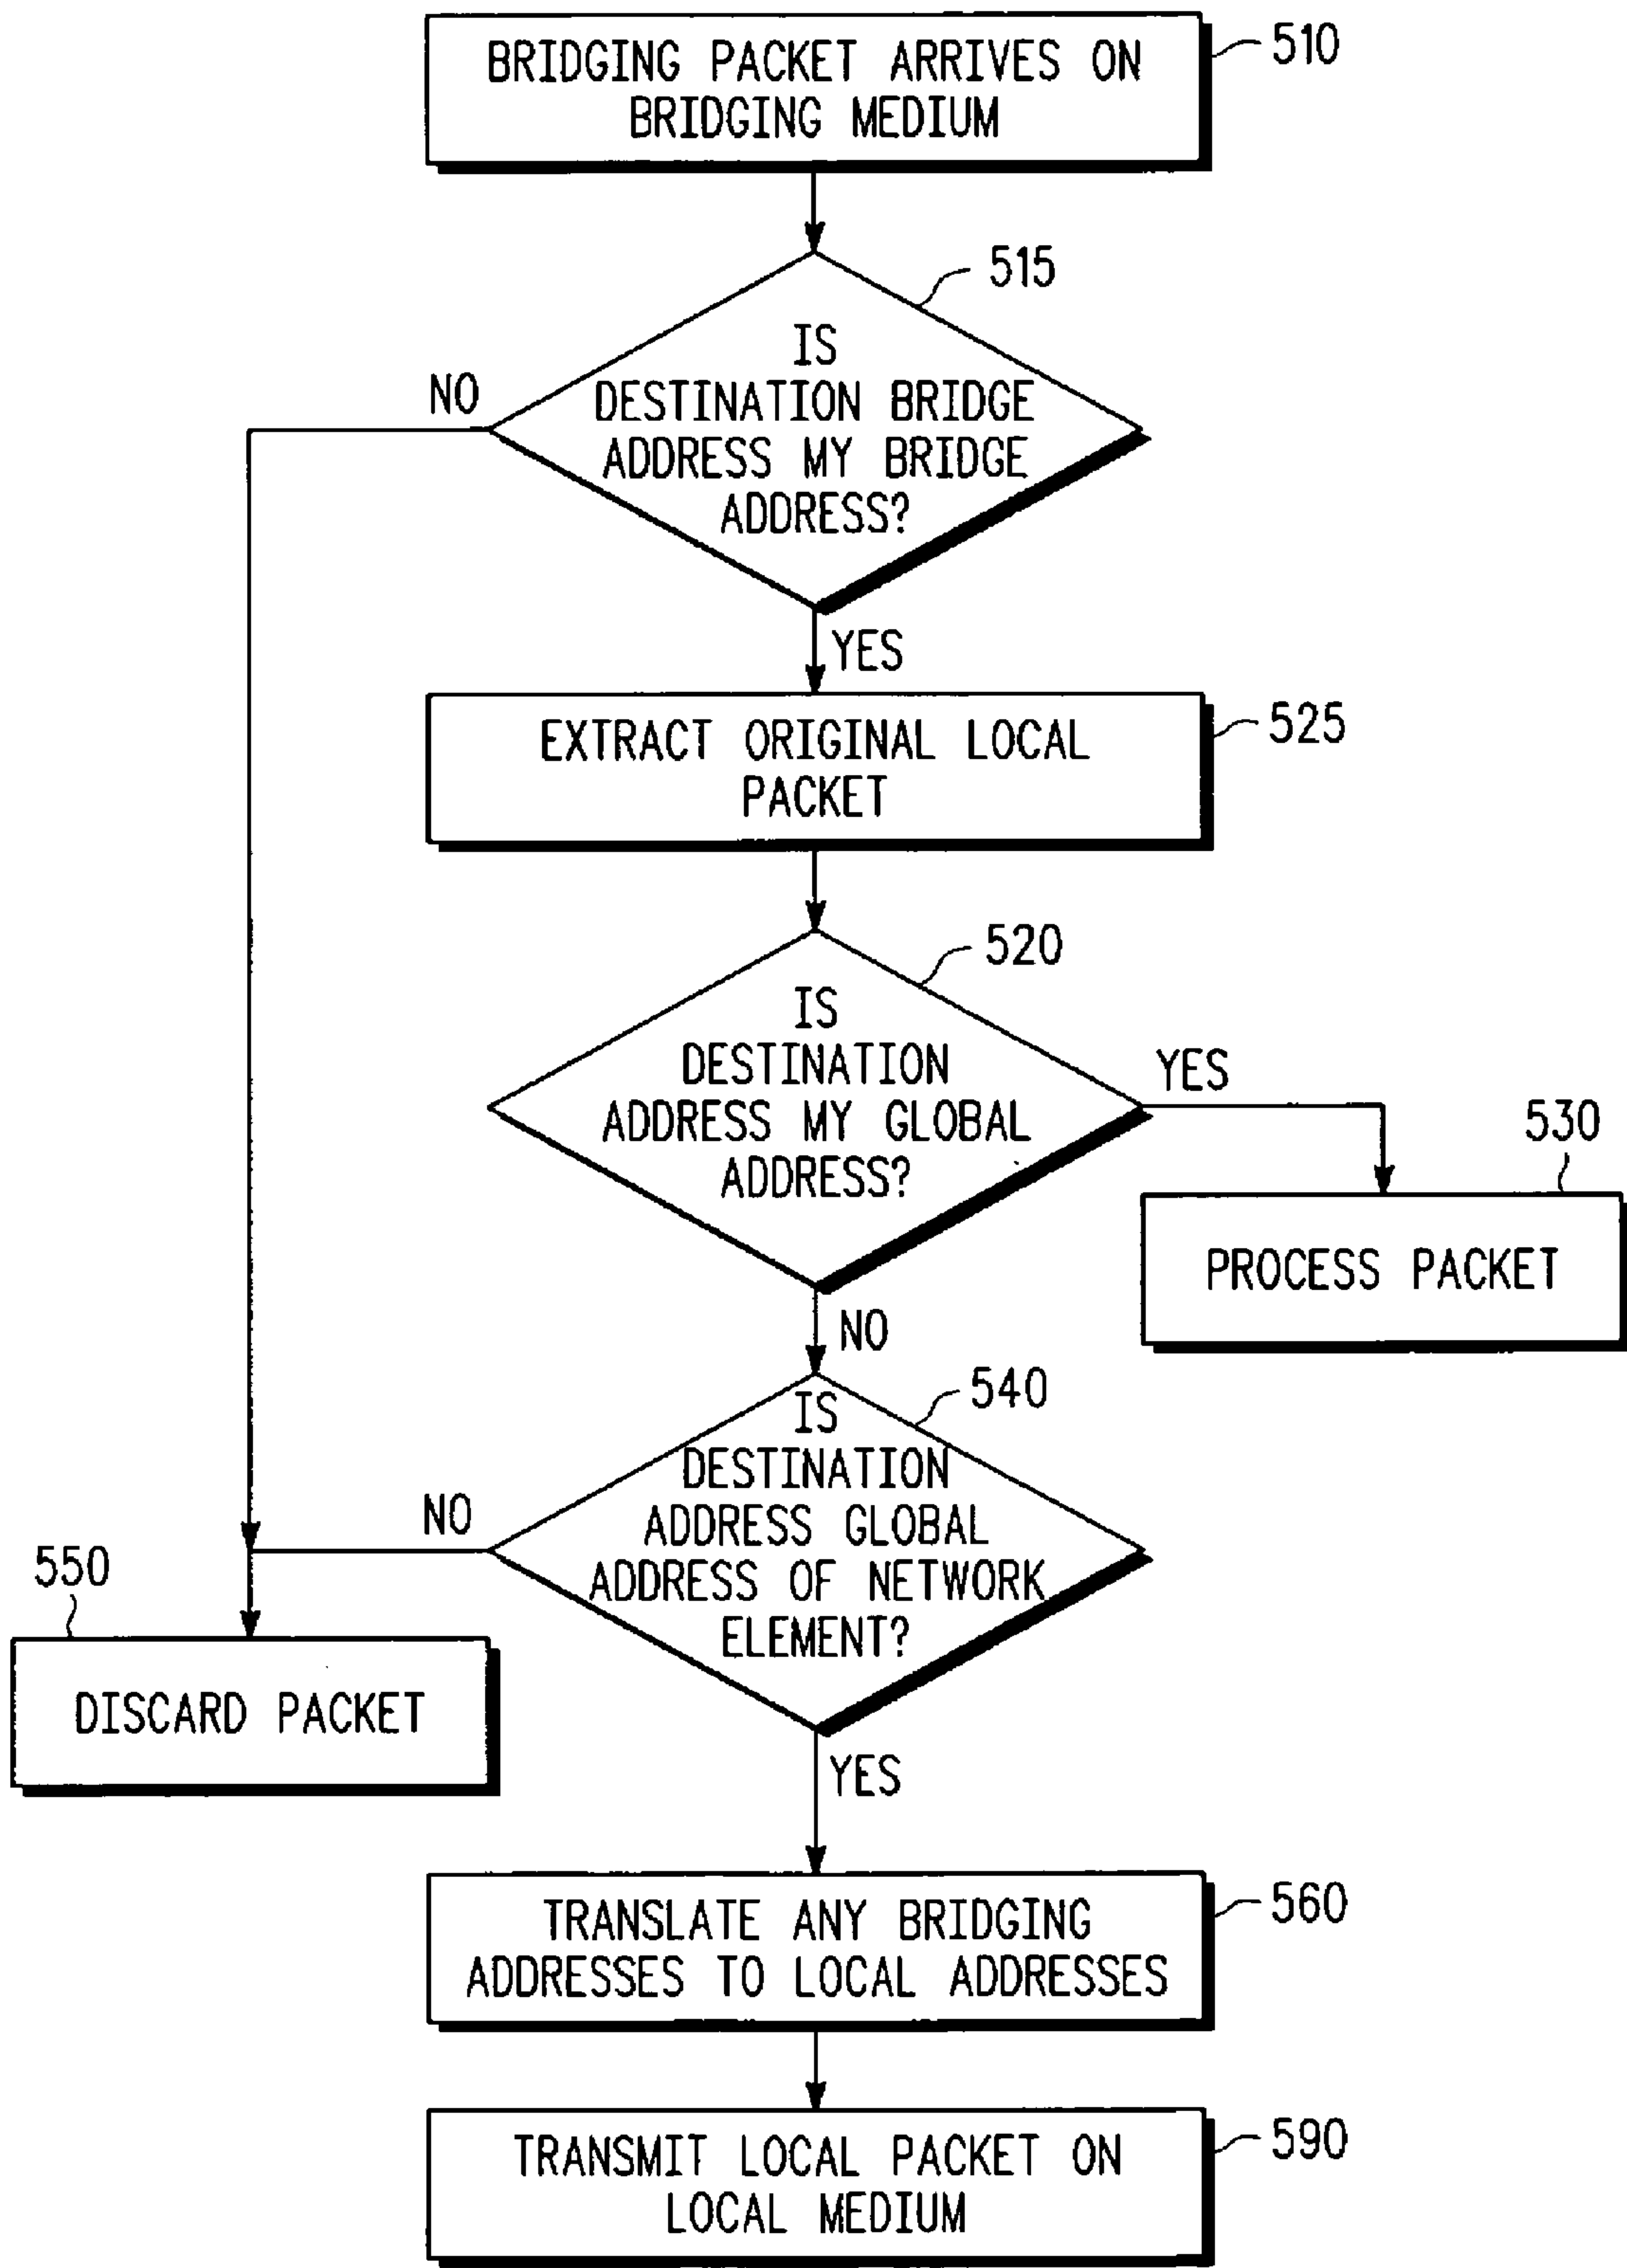 BRIDGING PACKET ARRIVES ON
BRIDGING MEDIUM
510
515
IS
DESTINATION BRIDGE
ADDRESS MY BRIDGE
ADDRESS?
NO
YES
EXTRACT ORIGINAL LOCAL
PACKET
525
520
IS
DESTINATION
ADDRESS MY GLOBAL
ADDRESS?
YES
530
PROCESS PACKET
NO
540
IS
DESTINATION
ADDRESS GLOBAL
ADDRESS OF NETWORK
ELEMENT?
NO
550
DISCARD PACKET
YES
TRANSLATE ANY BRIDGING
ADDRESSES TO LOCAL ADDRESSES
560
TRANSMIT LOCAL PACKET ON
LOCAL MEDIUM
590